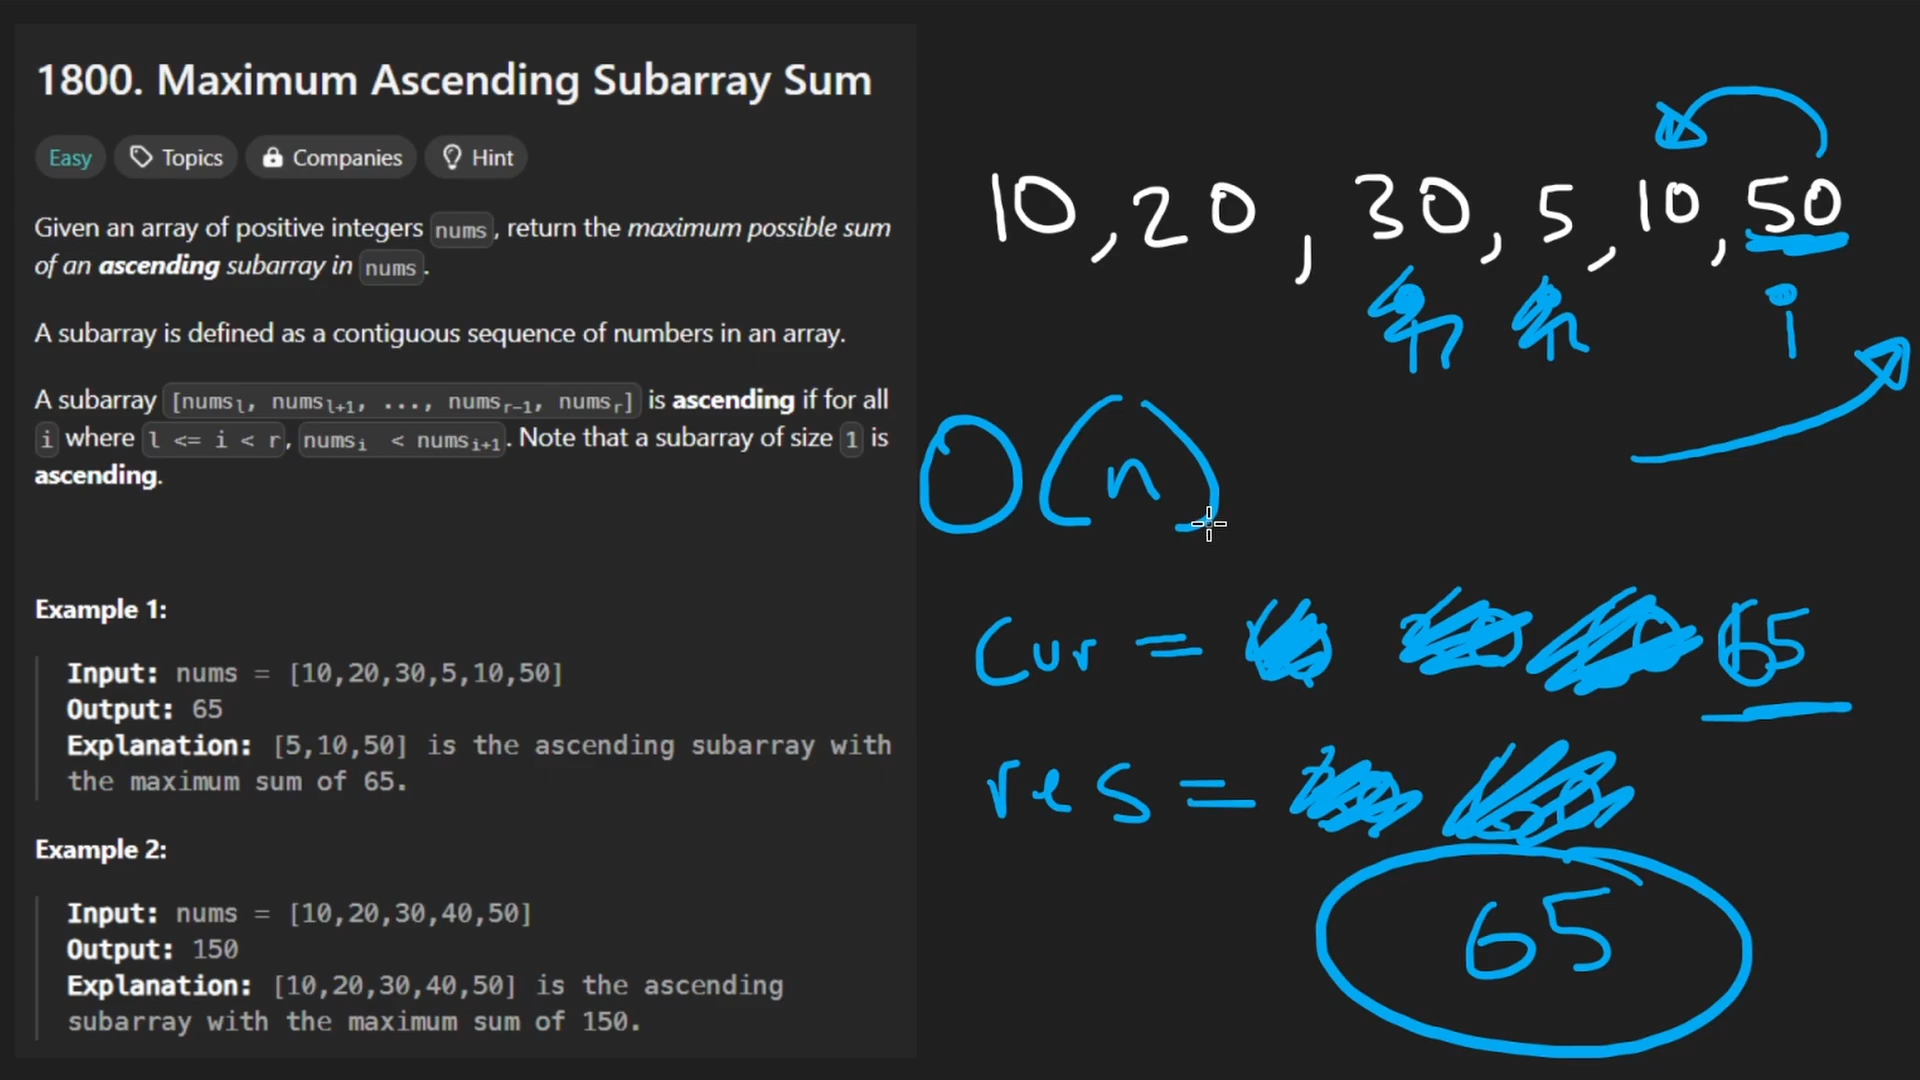 1800. Maximum Ascending Subarray Sum
Easy Topics Companies Hint
Given an array of positive integers nums, return the maximum possible sum
of an ascending subarray in nums.
A subarray is defined as a contiguous sequence of numbers in an array.
A subarray [numsl, numsl+1, ..., numsr-1, numsr] is ascending if for all
i where l <= i < r, numsi < numsi+1. Note that a subarray of size 1 is
ascending.
Example 1:
Input: nums = [10,20,30,5,10,50]
Output: 65
Explanation: [5,10,50] is the ascending subarray with
the maximum sum of 65.
Example 2:
Input: nums = [10,20,30,40,50]
Output: 150
Explanation: [10,20,30,40,50] is the ascending
subarray with the maximum sum of 150.
10, 20, 30, 5, 10, 50
i
O(n)
Cur = 65
res =
65